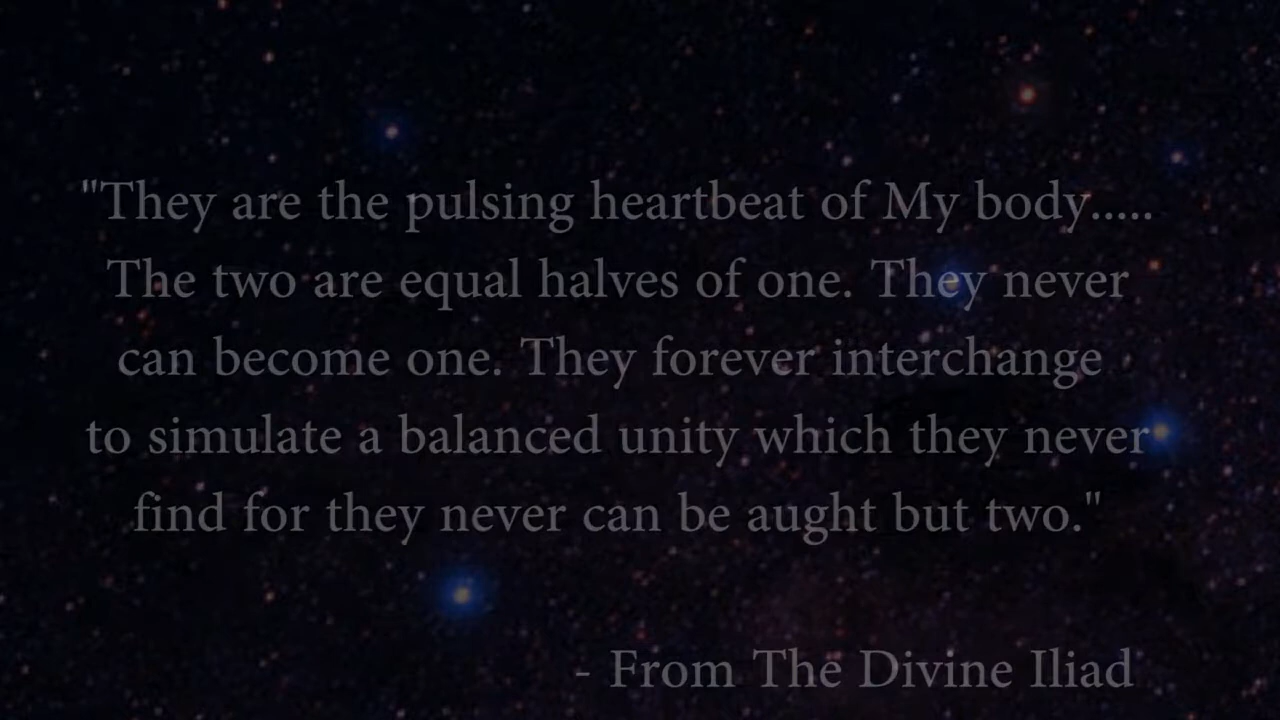 "They are the pulsing heartbeat of My body.....
The two are equal halves of one. They never
can become one. They forever interchange
to simulate a balanced unity which they never
find for they never can be aught but two."
- From The Divine Iliad